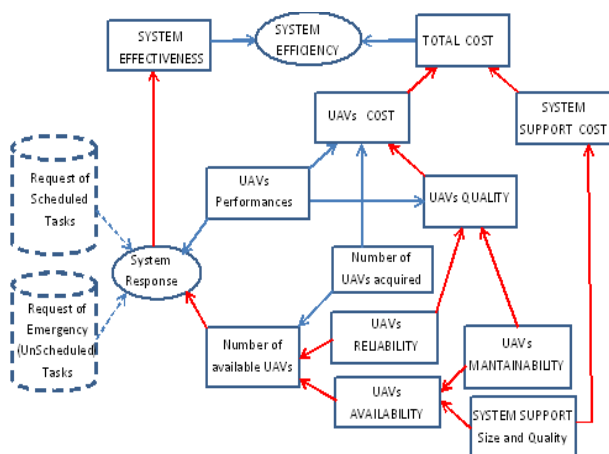 SYSTEM
EFFECTIVENESS
SYSTEM
EFFICIENCY
TOTAL COST
UAVs COST
SYSTEM
SUPPORT COST
Request of
Scheduled
Tasks
UAVs
Performances
UAVs QUALITY
System
Response
Number of
UAVs acquired
Request of
Emergency
(UnScheduled)
Tasks
Number of
available UAVs
UAVs
RELIABILITY
UAVs
MANTAINABILITY
UAVs
AVAILABILITY
SYSTEM SUPPORT
Size and Quality